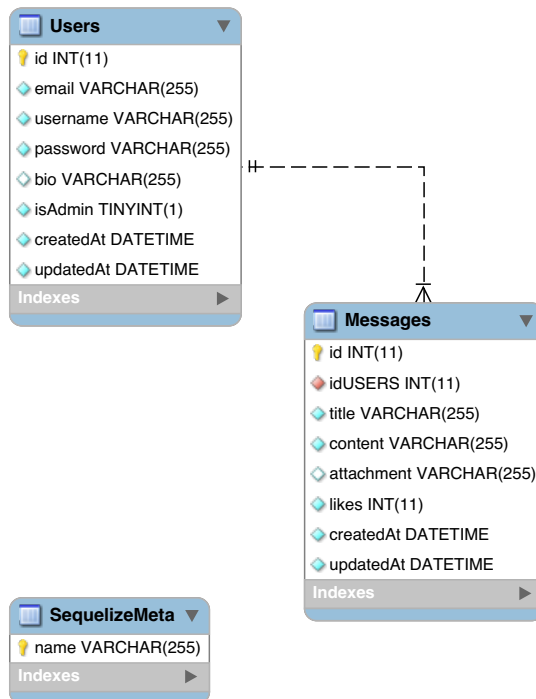 Users
id INT(11)
email VARCHAR(255)
username VARCHAR(255)
password VARCHAR(255)
bio VARCHAR(255)
isAdmin TINYINT(1)
createdAt DATETIME
updatedAt DATETIME
Indexes
Messages
id INT(11)
idUSERS INT(11)
title VARCHAR(255)
content VARCHAR(255)
attachment VARCHAR(255)
likes INT(11)
createdAt DATETIME
updatedAt DATETIME
Indexes
SequelizeMeta
name VARCHAR(255)
Indexes